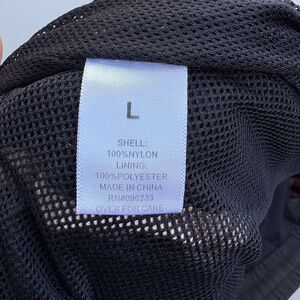 L
SHELL:
100%NYLON
LINING:
100%POLYESTER
MADE IN CHINA
RN#090233
OVER FOR CARE